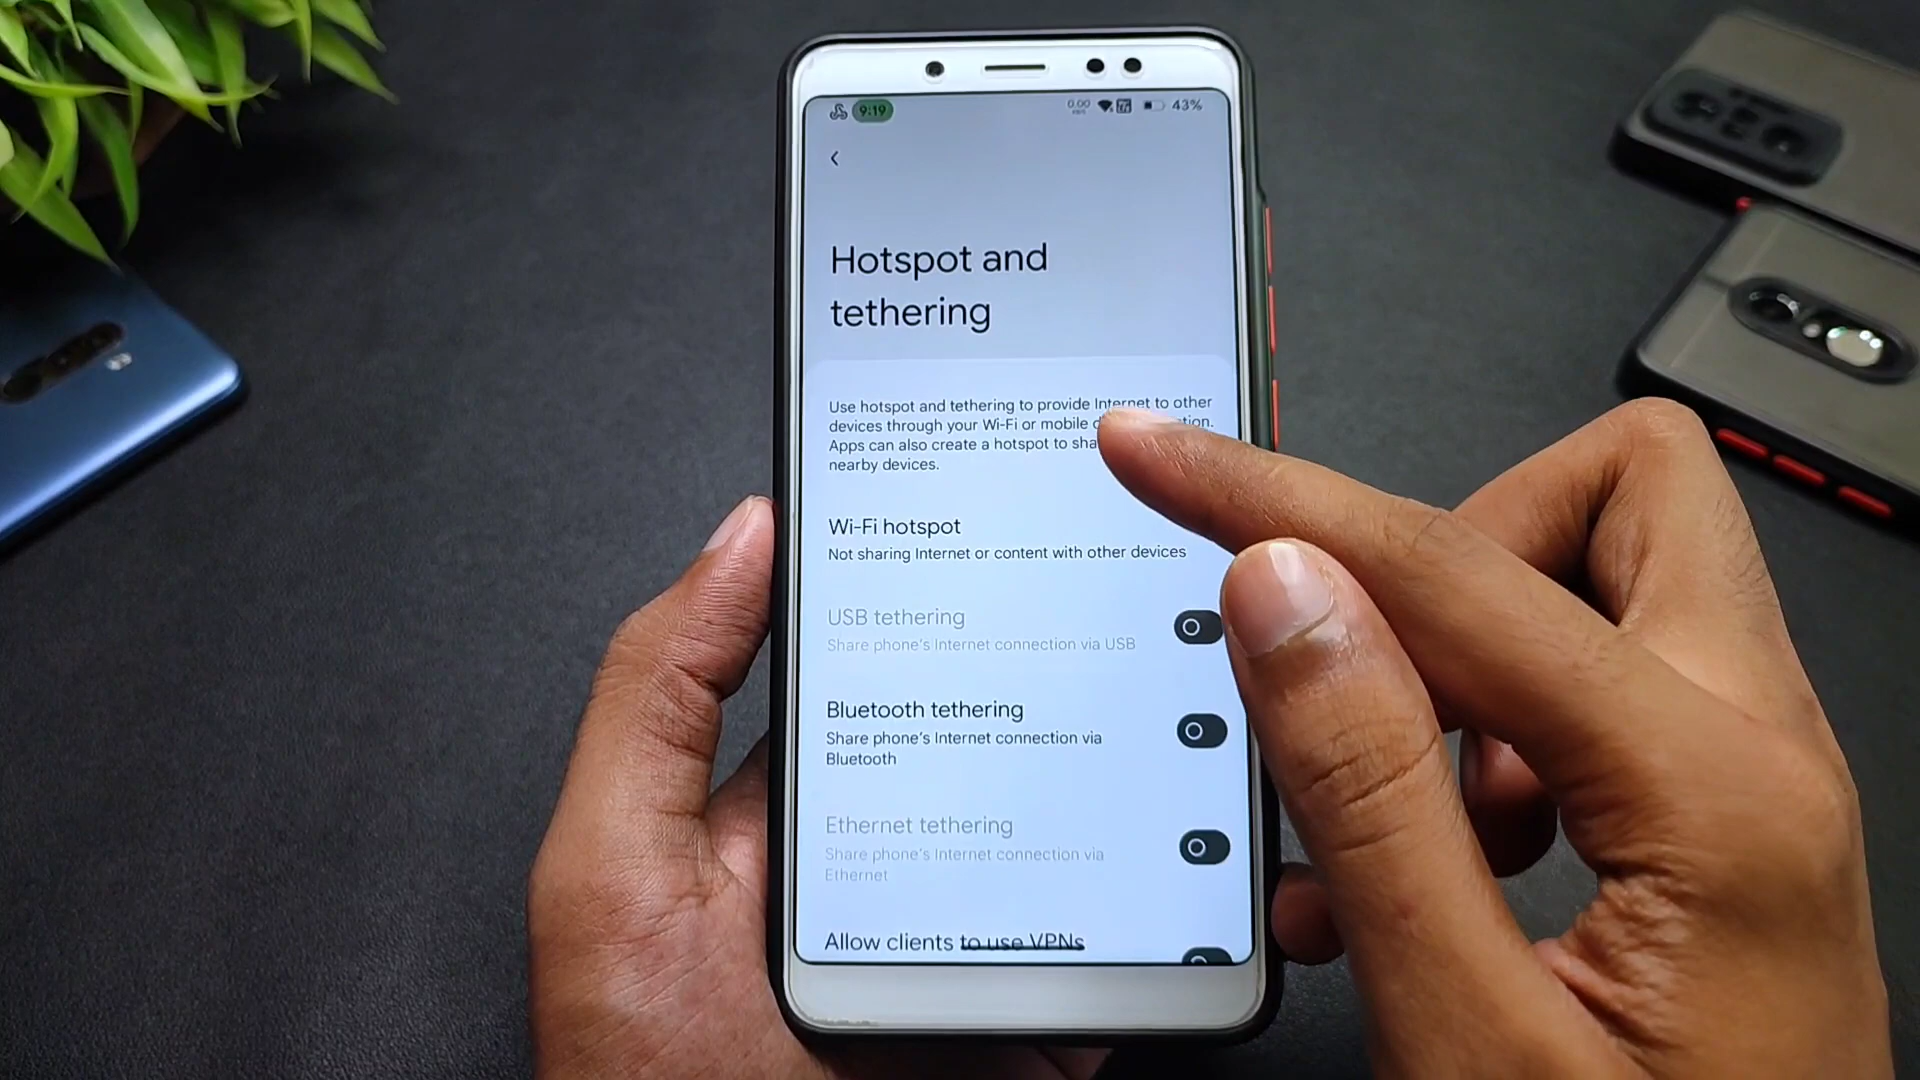 9:19
0.00
43%
Hotspot and
tethering
Use hotspot and tethering to provide Internet to other
devices through your Wi-Fi or mobile
Apps can also create a hotspot to
nearby devices.
Wi-Fi hotspot
Not sharing Internet or content with other devices
USB tethering
Share phone's Internet connection via USB
Bluetooth tethering
Share phone's Internet connection via
Bluetooth
Ethernet tethering
Share phone's Internet connection via
Ethernet
Allow clients to use VPNs